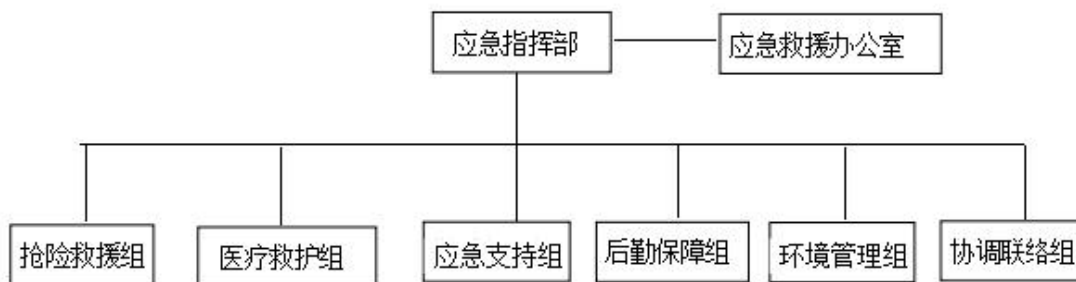 应急指挥部
应急救援办公室
抢险救援组
医疗救护组
应急支持组
后勤保障组
环境管理组
协调联络组